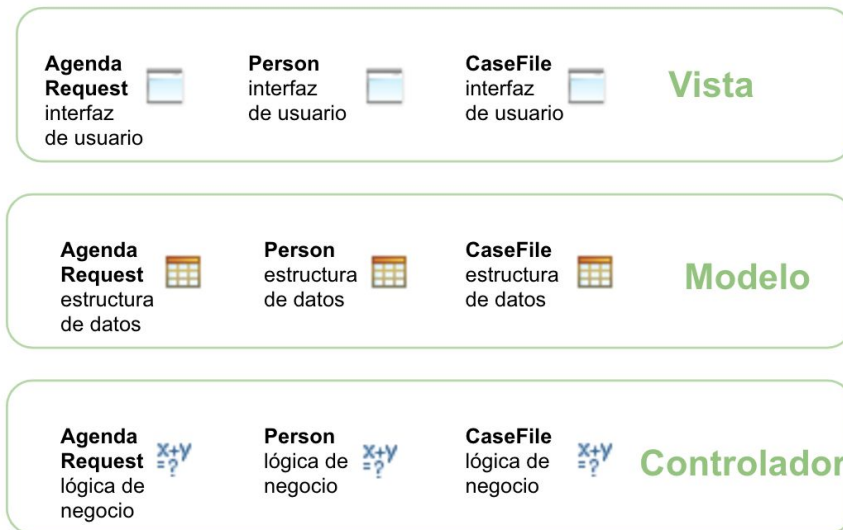 Agenda
Request
interfaz
de usuario
Person
interfaz
de usuario
CaseFile
interfaz
de usuario
Vista
Agenda
Request
estructura
de datos
Person
estructura
de datos
CaseFile
estructura
de datos
Modelo
Agenda
Request
lógica de
negocio
x+y
=?
Person
lógica de
negocio
x+y
=?
CaseFile
lógica de
negocio
x+y
=?
Controlador